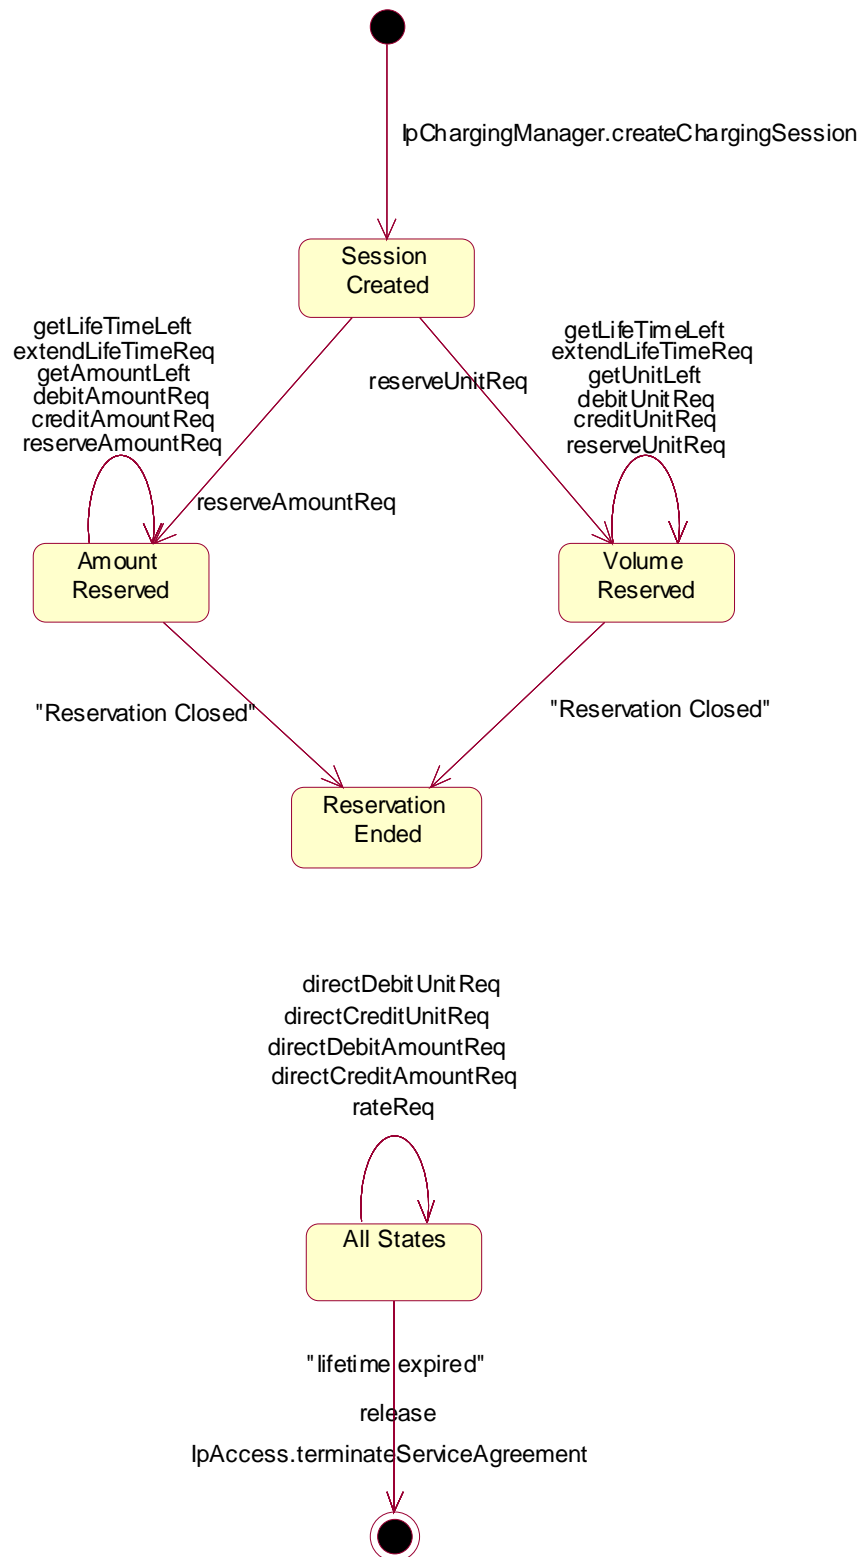 IpChargingManager.createChargingSession
Session
Created
getLifeTimeLeft
extendLifeTimeReq
getAmountLeft
debitAmountReq
creditAmountReq
reserveAmountReq
reserveUnitReq
getLifeTimeLeft
extendLifeTimeReq
getUnitLeft
debitUnitReq
creditUnitReq
reserveUnitReq
reserveAmountReq
Amount
Reserved
Volume
Reserved
"Reservation Closed"
"Reservation Closed"
Reservation
Ended
directDebitUnitReq
directCreditUnitReq
directDebitAmountReq
directCreditAmountReq
rateReq
All States
"lifetime expired"
release
IpAccess.terminateServiceAgreement